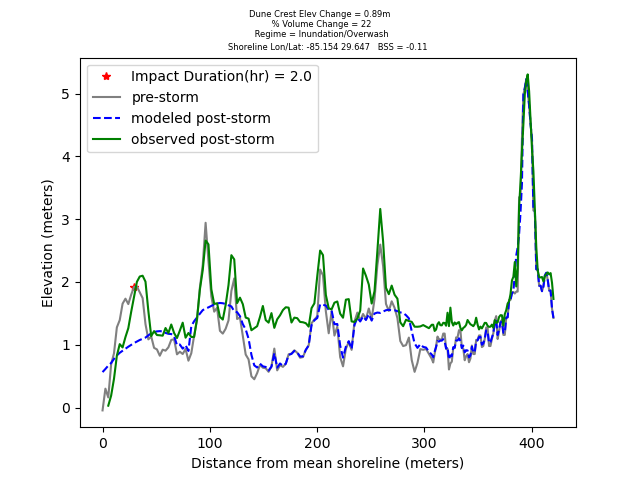 Dune Crest Elev Change = 0.89m
% Volume Change = 22
Regime = Inundation/Overwash
Shoreline Lon/Lat: -85.154 29.647 BSS = -0.11
Impact Duration(hr) = 2.0
pre-storm
modeled post-storm
observed post-storm
Elevation (meters)
5
4
3
2
1
0
0 100 200 300 400
Distance from mean shoreline (meters)